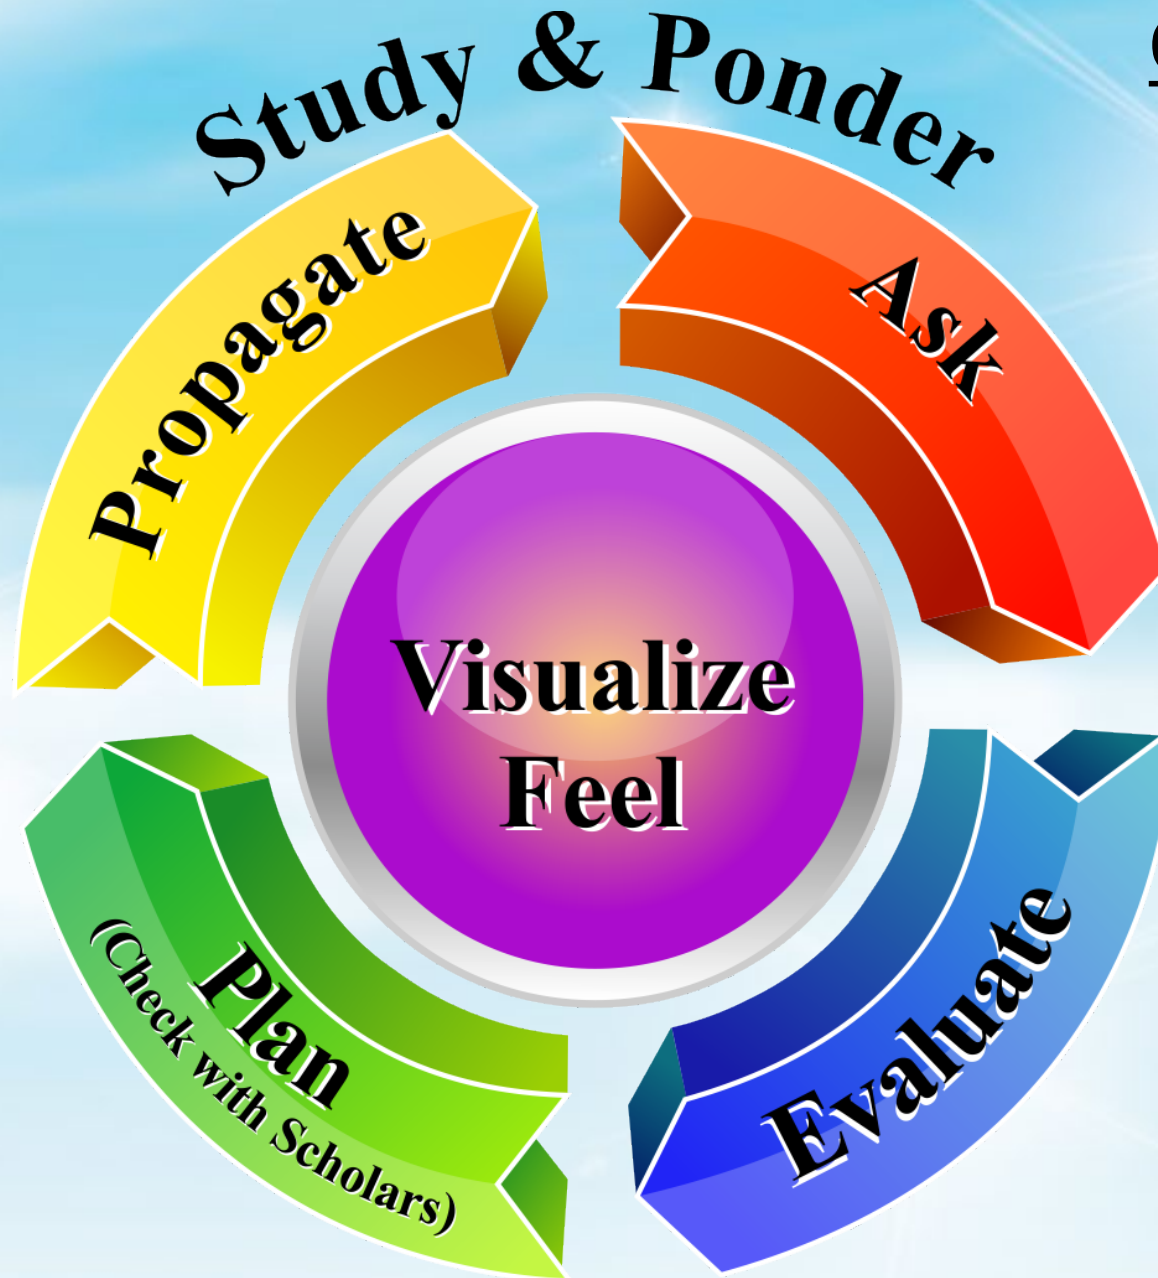 Study & Ponder
Propagate
Ask
Visualize
Feel
Plan
(Check with Scholars)
Evaluate